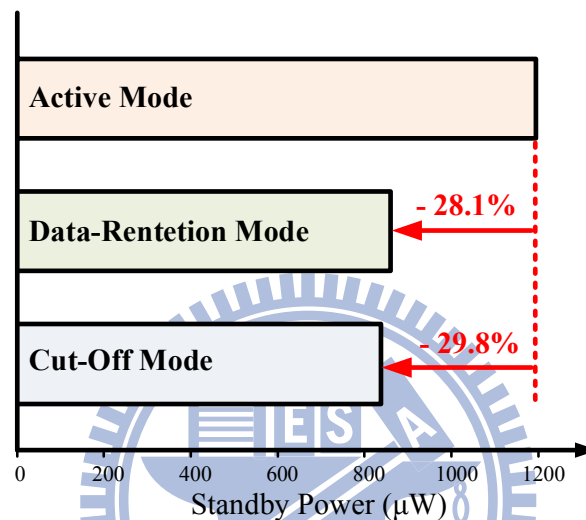 Active Mode
- 28.1%
Data-Rentetion Mode
- 29.8%
Cut-Off Mode
E S A
0 200 400 600 800 1000 1200
Standby Power (μW)
8